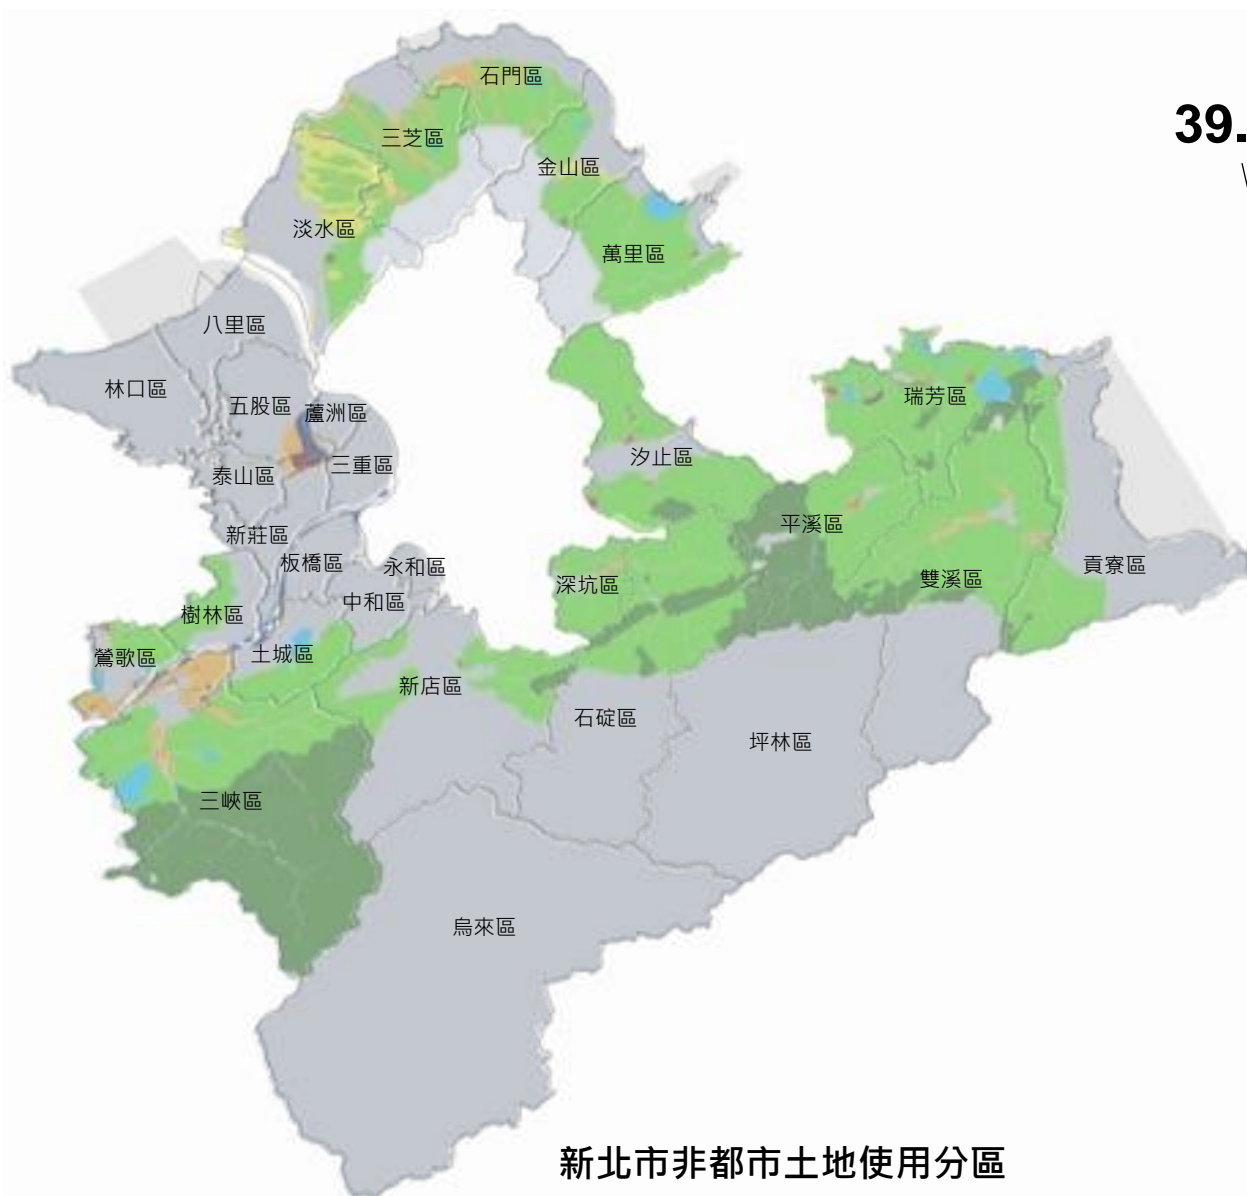 石門區
39.
三芝區
金山區
淡水區
萬里區
八里區
林口區
五股區
蘆洲區
瑞芳區
三重區
汐止區
泰山區
平溪區
新莊區
板橋區
永和區
貢寮區
深坑區
雙溪區
中和區
樹林區
鶯歌區
土城區
新店區
石碇區
坪林區
三峽區
烏來區
新北市非都市土地使用分區